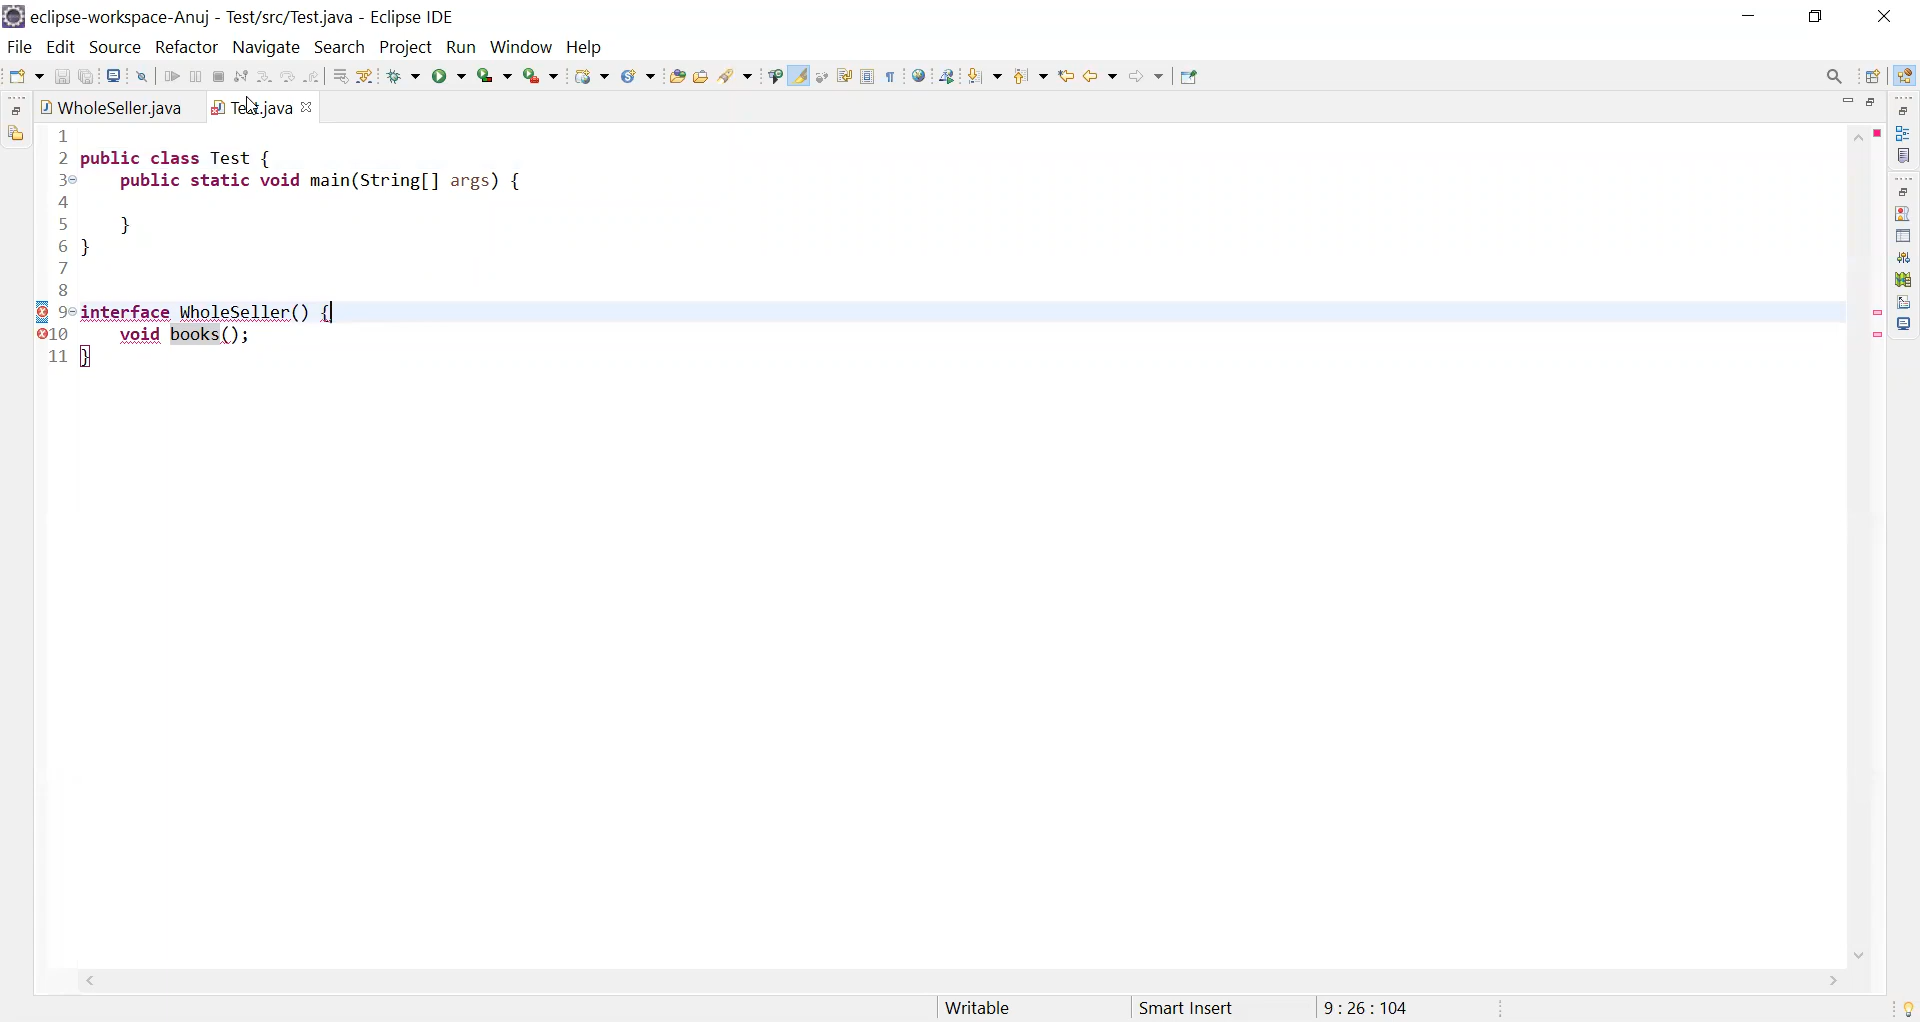 eclipse-workspace-Anuj - Test/src/Test.java - Eclipse IDE
File Edit Source Refactor Navigate Search Project Run Window Help
WholeSeller.java Test.java
1
2 public class Test {
3 public static void main(String[] args) {
4
5 }
6 }
7
8
9 interface WholeSeller() {
10 void books();
11 }
Writable Smart Insert 9 : 26 : 104